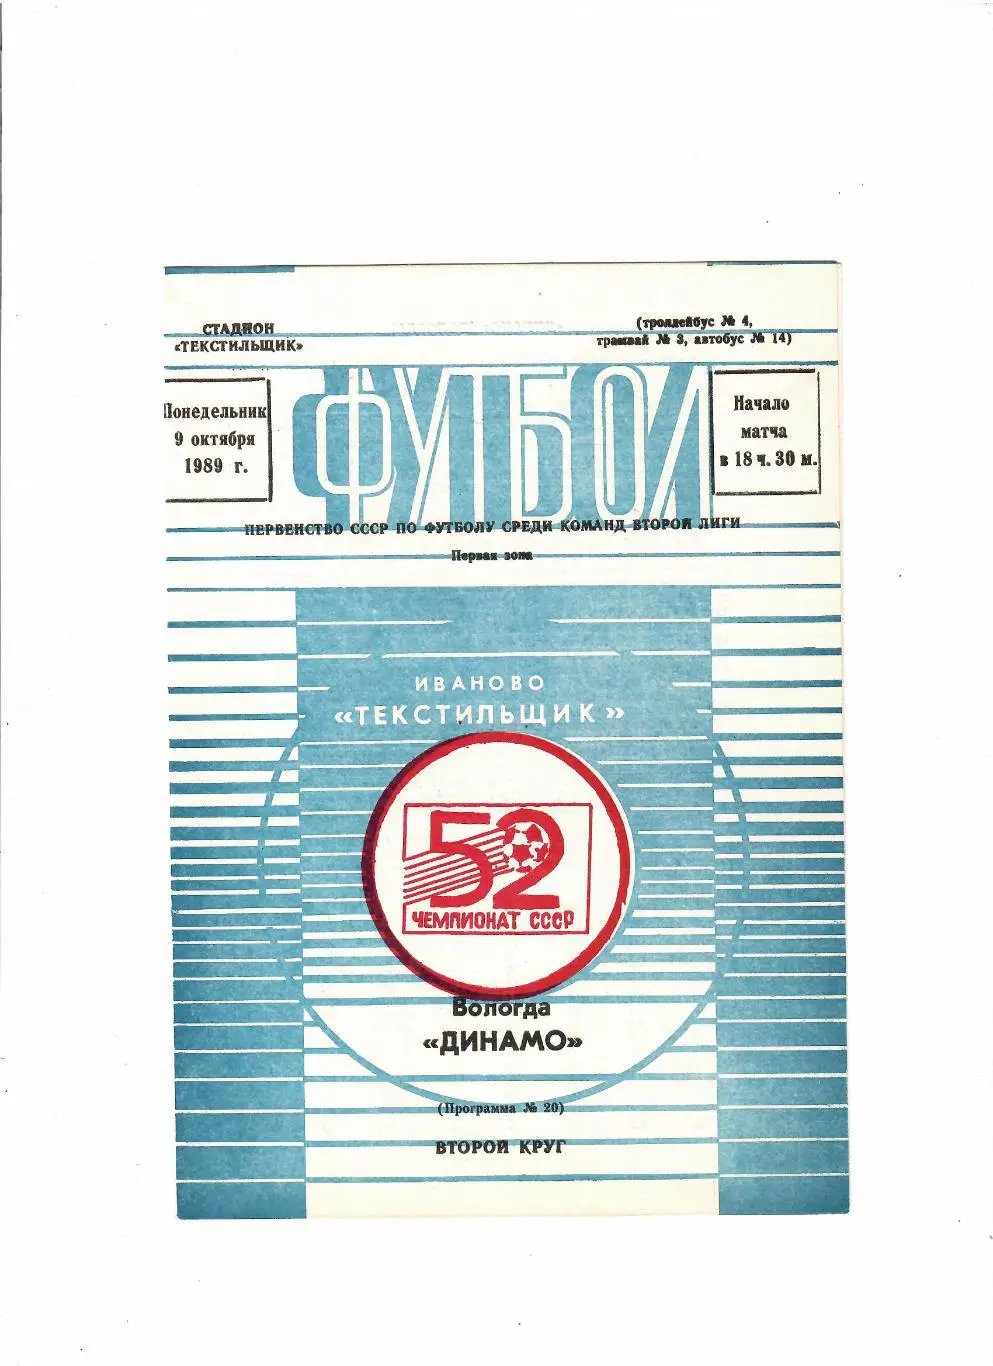 СТАДИОН
«ТЕКСТИЛЬЩИК»
(троллейбус № 4,
трамвай № 3, автобус № 14)
Понедельник
9 октября
1989 г.
ФУТБОЛ
Начало
матча
в 18 ч. 30 м.
ПЕРВЕНСТВО СССР ПО ФУТБОЛУ СРЕДИ КОМАНД ВТОРОЙ ЛИГИ
Первая зона
ИВАНОВО
«ТЕКСТИЛЬЩИК»
52
ЧЕМПИОНАТ СССР
Вологда
«ДИНАМО»
(Программа № 20)
ВТОРОЙ КРУГ